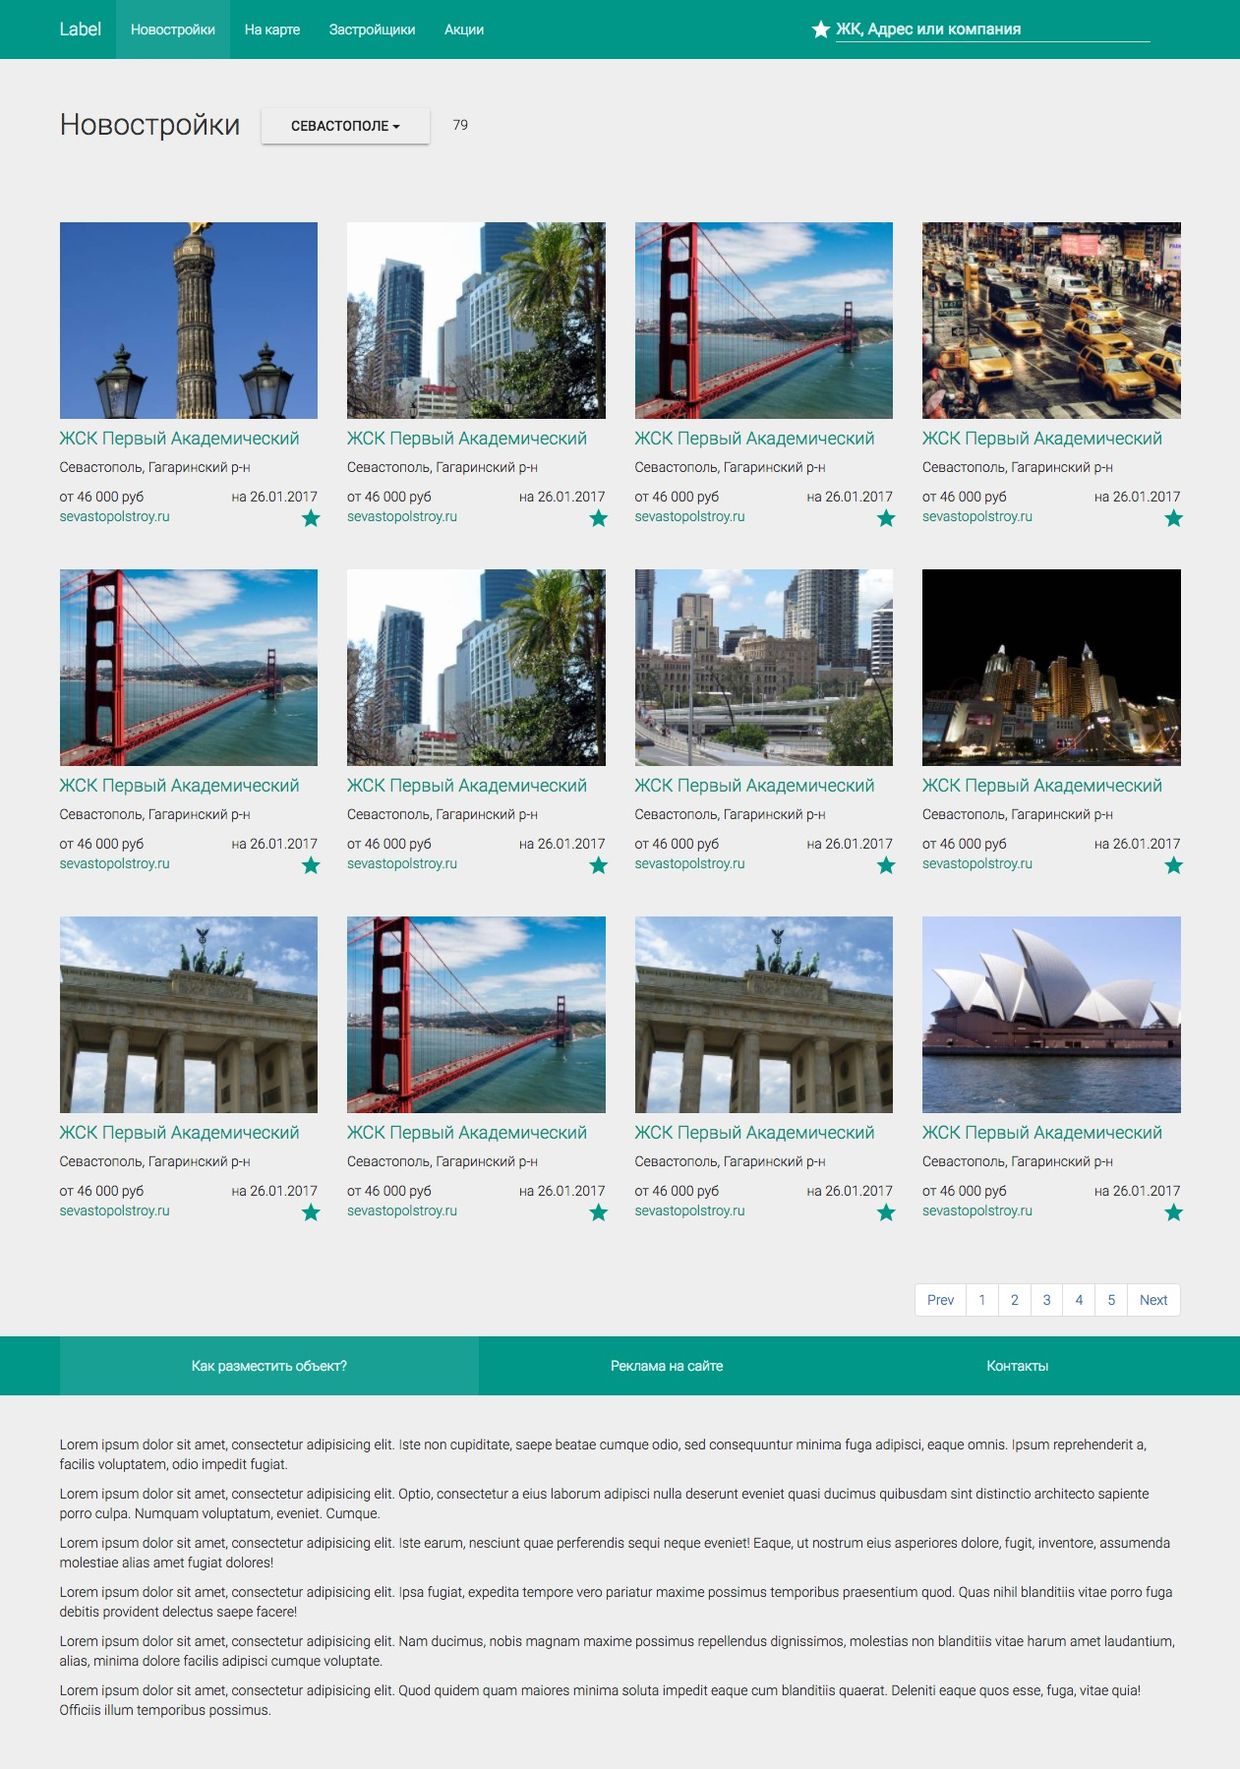 Label Новостройки На карте Застройщики Акции ЖК, Адрес или компания
Новостройки СЕВАСТОПОЛЕ 79
ЖСК Первый Академический ЖСК Первый Академический ЖСК Первый Академический ЖСК Первый Академический
Севастополь, Гагаринский р-н Севастополь, Гагаринский р-н Севастополь, Гагаринский р-н Севастополь, Гагаринский р-н
от 46 000 руб на 26.01.2017 от 46 000 руб на 26.01.2017 от 46 000 руб на 26.01.2017 от 46 000 руб на 26.01.2017
sevastopolstroy.ru sevastopolstroy.ru sevastopolstroy.ru sevastopolstroy.ru
ЖСК Первый Академический ЖСК Первый Академический ЖСК Первый Академический ЖСК Первый Академический
Севастополь, Гагаринский р-н Севастополь, Гагаринский р-н Севастополь, Гагаринский р-н Севастополь, Гагаринский р-н
от 46 000 руб на 26.01.2017 от 46 000 руб на 26.01.2017 от 46 000 руб на 26.01.2017 от 46 000 руб на 26.01.2017
sevastopolstroy.ru sevastopolstroy.ru sevastopolstroy.ru sevastopolstroy.ru
ЖСК Первый Академический ЖСК Первый Академический ЖСК Первый Академический ЖСК Первый Академический
Севастополь, Гагаринский р-н Севастополь, Гагаринский р-н Севастополь, Гагаринский р-н Севастополь, Гагаринский р-н
от 46 000 руб на 26.01.2017 от 46 000 руб на 26.01.2017 от 46 000 руб на 26.01.2017 от 46 000 руб на 26.01.2017
sevastopolstroy.ru sevastopolstroy.ru sevastopolstroy.ru sevastopolstroy.ru
Prev 1 2 3 4 5 Next
Как разместить объект? Реклама на сайте Контакты
Lorem ipsum dolor sit amet, consectetur adipisicing elit. Iste non cupiditate, saepe beatae cumque odio, sed consequuntur minima fuga adipisci, eaque omnis. Ipsum reprehenderit a,
facilis voluptatem, odio impedit fugiat.
Lorem ipsum dolor sit amet, consectetur adipisicing elit. Optio, consectetur a eius laborum adipisci nulla deserunt eveniet quasi ducimus quibusdam sint distinctio architecto sapiente
porro culpa. Numquam voluptatum, eveniet. Cumque.
Lorem ipsum dolor sit amet, consectetur adipisicing elit. Iste earum, nesciunt quae perferendis sequi neque eveniet! Eaque, ut nostrum eius asperiores dolore, fugit, inventore, assumenda
molestiae alias amet fugiat dolores!
Lorem ipsum dolor sit amet, consectetur adipisicing elit. Ipsa fugiat, expedita tempore vero pariatur maxime possimus temporibus praesentium quod. Quas nihil blanditiis vitae porro fuga
debitis provident delectus saepe facere!
Lorem ipsum dolor sit amet, consectetur adipisicing elit. Nam ducimus, nobis magnam maxime possimus repellendus dignissimos, molestias non blanditiis vitae harum amet laudantium,
alias, minima dolore facilis adipisci cumque voluptate.
Lorem ipsum dolor sit amet, consectetur adipisicing elit. Quod quidem quam maiores minima soluta impedit eaque cum blanditiis quaerat. Deleniti eaque quos esse, fuga, vitae quia!
Officiis illum temporibus possimus.